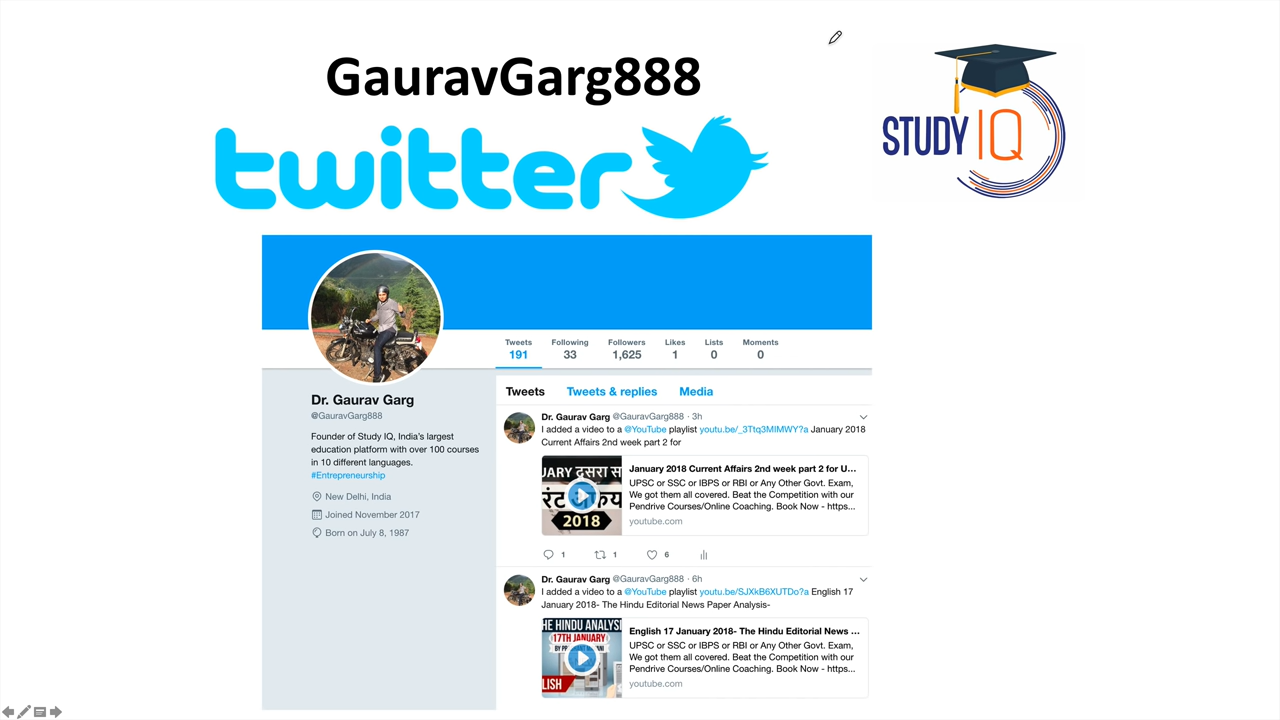 GauravGarg888
twitter
STUDY IQ
Tweets Following Followers Likes Lists Moments
191 33 1,625 1 0 0
Dr. Gaurav Garg
@GauravGarg888
Founder of Study IQ, India's largest
education platform with over 100 courses
in 10 different languages.
#Entrepreneurship
New Delhi, India
Joined November 2017
Born on July 8, 1987
Tweets Tweets & replies Media
Dr. Gaurav Garg @GauravGarg888 · 3h
I added a video to a @YouTube playlist youtu.be/_3Ttq3MIMWY?a January 2018
Current Affairs 2nd week part 2 for
UARY दूसरा स
2018
January 2018 Current Affairs 2nd week part 2 for U...
UPSC or SSC or IBPS or RBI or Any Other Govt. Exam,
We got them all covered. Beat the Competition with our
Pendrive Courses/Online Coaching. Book Now - https...
youtube.com
1 1 6
Dr. Gaurav Garg @GauravGarg888 · 6h
I added a video to a @YouTube playlist youtu.be/SJXkB6XUTDo?a English 17
January 2018- The Hindu Editorial News Paper Analysis-
HE HINDU ANALYSI
17TH JANUARY
LISH
English 17 January 2018- The Hindu Editorial News ...
UPSC or SSC or IBPS or RBI or Any Other Govt. Exam,
We got them all covered. Beat the Competition with our
Pendrive Courses/Online Coaching. Book Now - https...
youtube.com